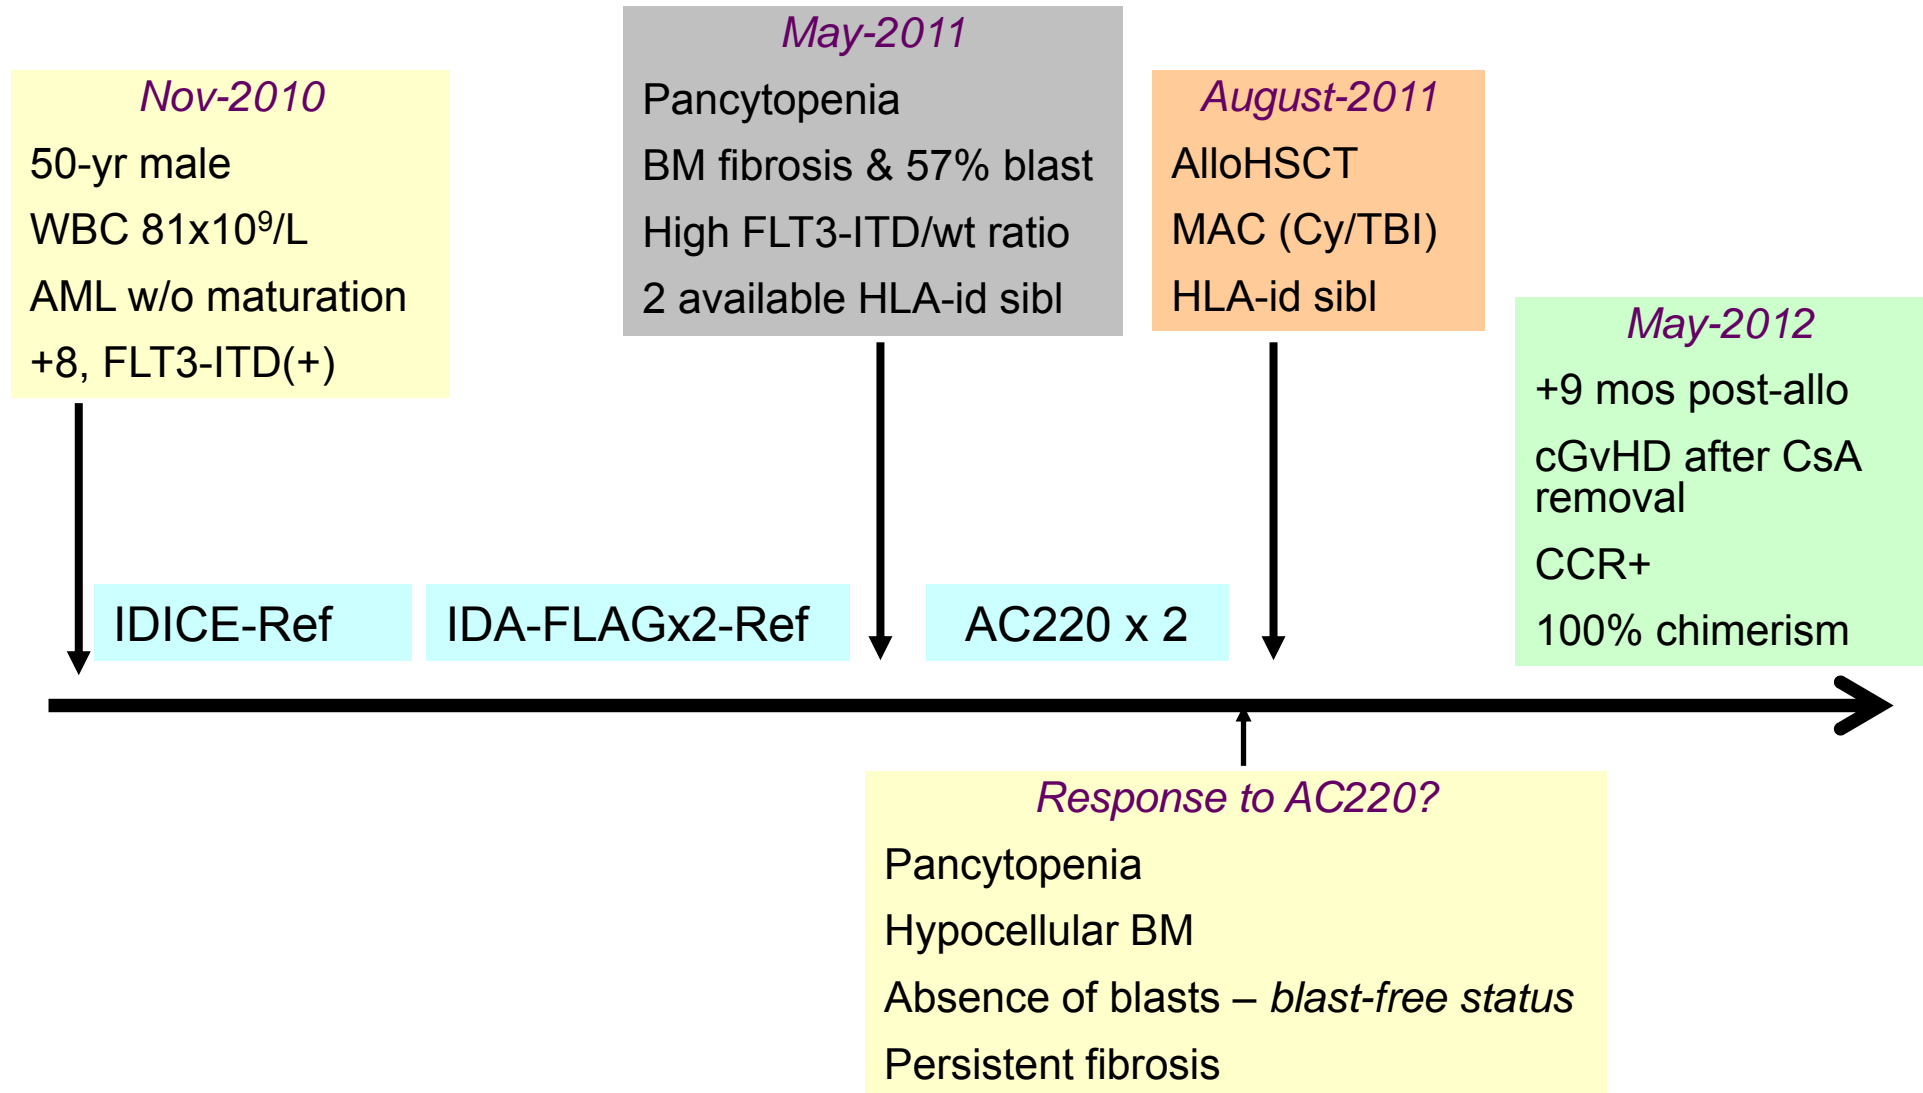 Nov-2010
50-yr male
WBC 81x10⁹/L
AML w/o maturation
+8, FLT3-ITD(+)
May-2011
Pancytopenia
BM fibrosis & 57% blast
High FLT3-ITD/wt ratio
2 available HLA-id sibl
August-2011
AlloHSCT
MAC (Cy/TBI)
HLA-id sibl
May-2012
+9 mos post-allo
cGvHD after CsA
removal
CCR+
100% chimerism
IDICE-Ref
IDA-FLAGx2-Ref
AC220 x 2
Response to AC220?
Pancytopenia
Hypocellular BM
Absence of blasts – blast-free status
Persistent fibrosis